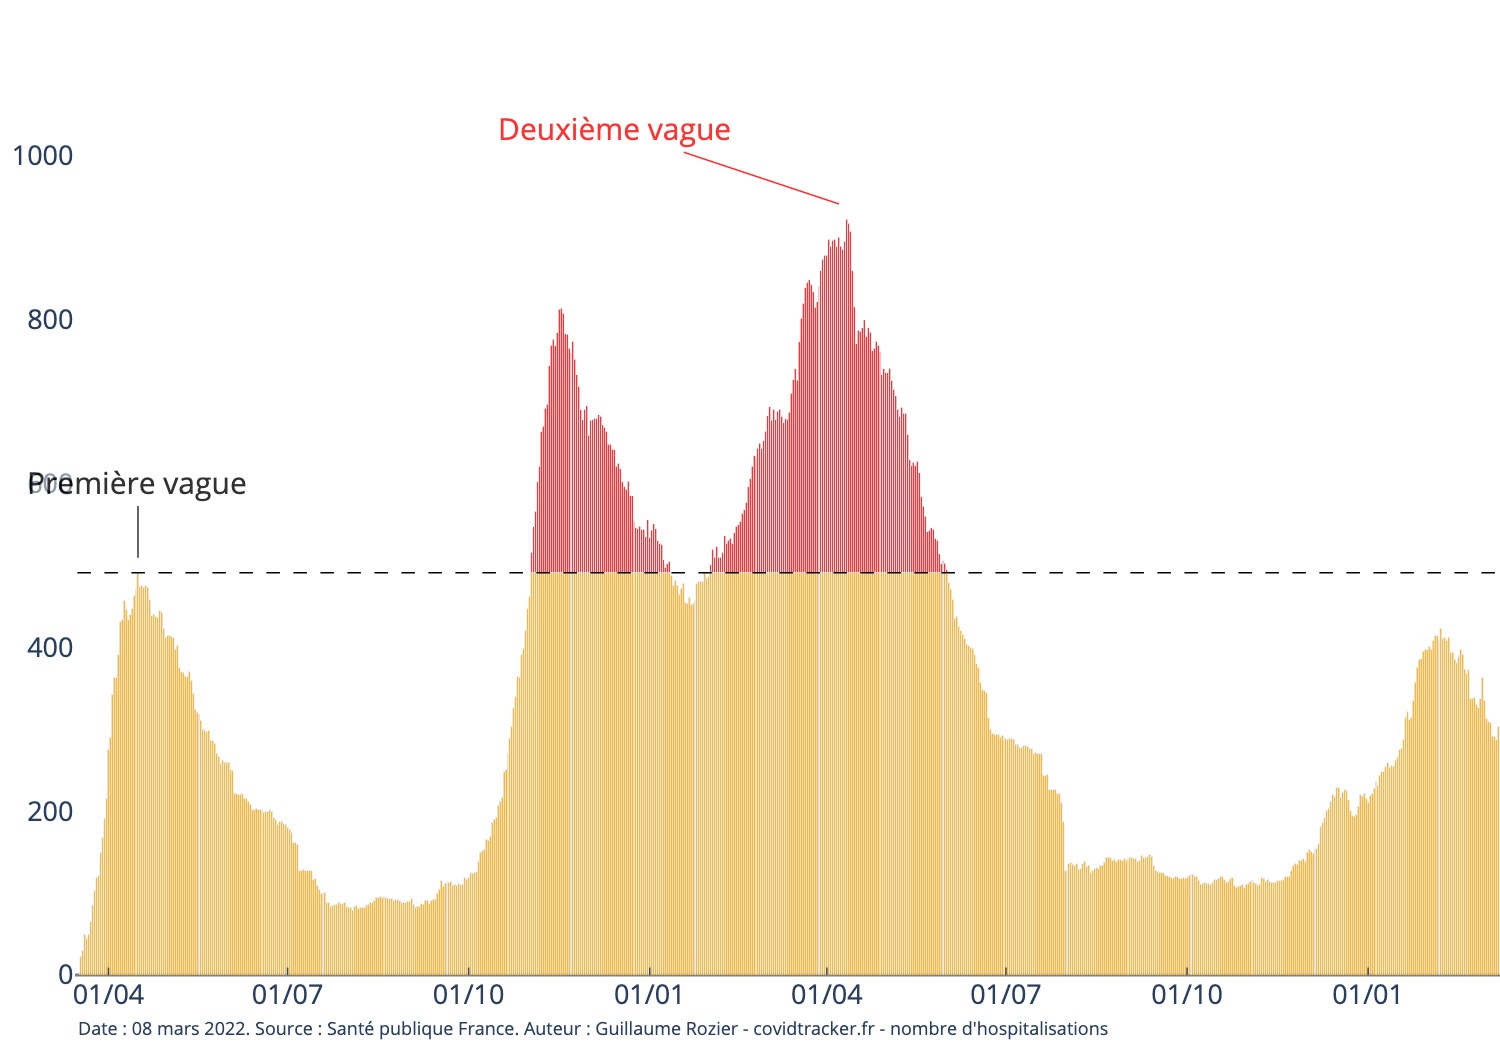 Deuxième vague
1000
800
600
Première vague
400
200
0
01/04 01/07 01/10 01/01 01/04 01/07 01/10 01/01
Date : 08 mars 2022. Source : Santé publique France. Auteur : Guillaume Rozier - covidtracker.fr - nombre d'hospitalisations